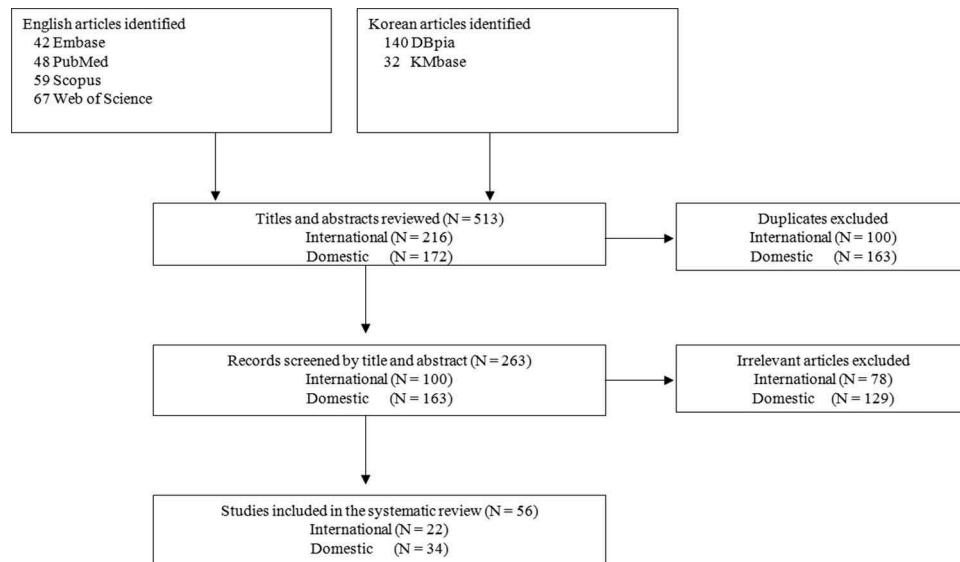 English articles identified
42 Embase
48 PubMed
59 Scopus
67 Web of Science
Korean articles identified
140 DBpia
32 KMbase
Titles and abstracts reviewed (N = 513)
International (N = 216)
Domestic (N = 172)
Duplicates excluded
International (N = 100)
Domestic (N = 163)
Records screened by title and abstract (N = 263)
International (N = 100)
Domestic (N = 163)
Irrelevant articles excluded
International (N = 78)
Domestic (N = 129)
Studies included in the systematic review (N = 56)
International (N = 22)
Domestic (N = 34)